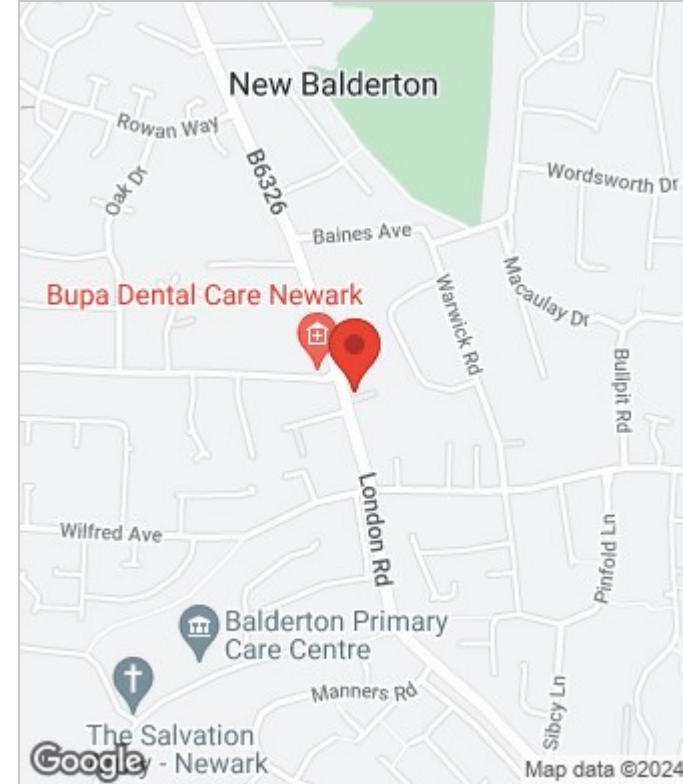 New Balderton
Rowan Way
B6326
Oak Dr
Wordsworth Dr
Baines Ave
Macaulay Dr
Warwick Rd
Bupa Dental Care Newark
Bullpit Rd
London Rd
Wilfred Ave
Pinfold Ln
Balderton Primary
Care Centre
Manners Rd
Sibcy Ln
The Salvation
y - Newark
Google
Map data ©2024